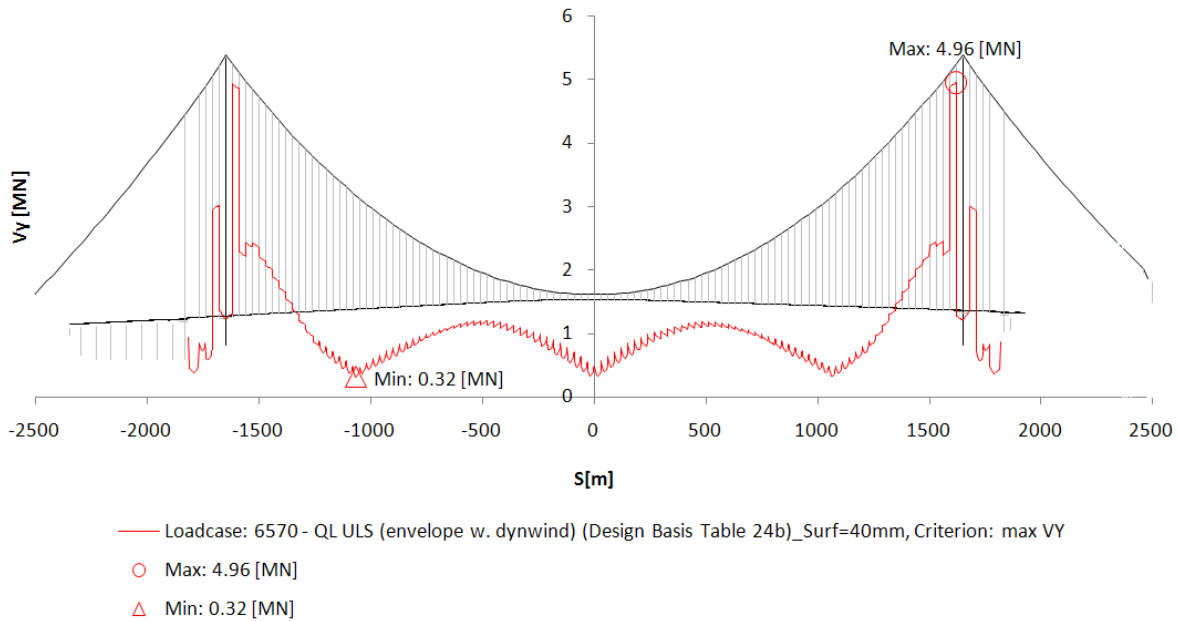 6
Max: 4.96 [MN]
5
4
Vy [MN]
3
2
1
Min: 0.32 [MN]
0
-2500 -2000 -1500 -1000 -500 0 500 1000 1500 2000 2500
S[m]
Loadcase: 6570 - QL ULS (envelope w. dynwind) (Design Basis Table 24b)_Surf=40mm, Criterion: max VY
Max: 4.96 [MN]
Min: 0.32 [MN]